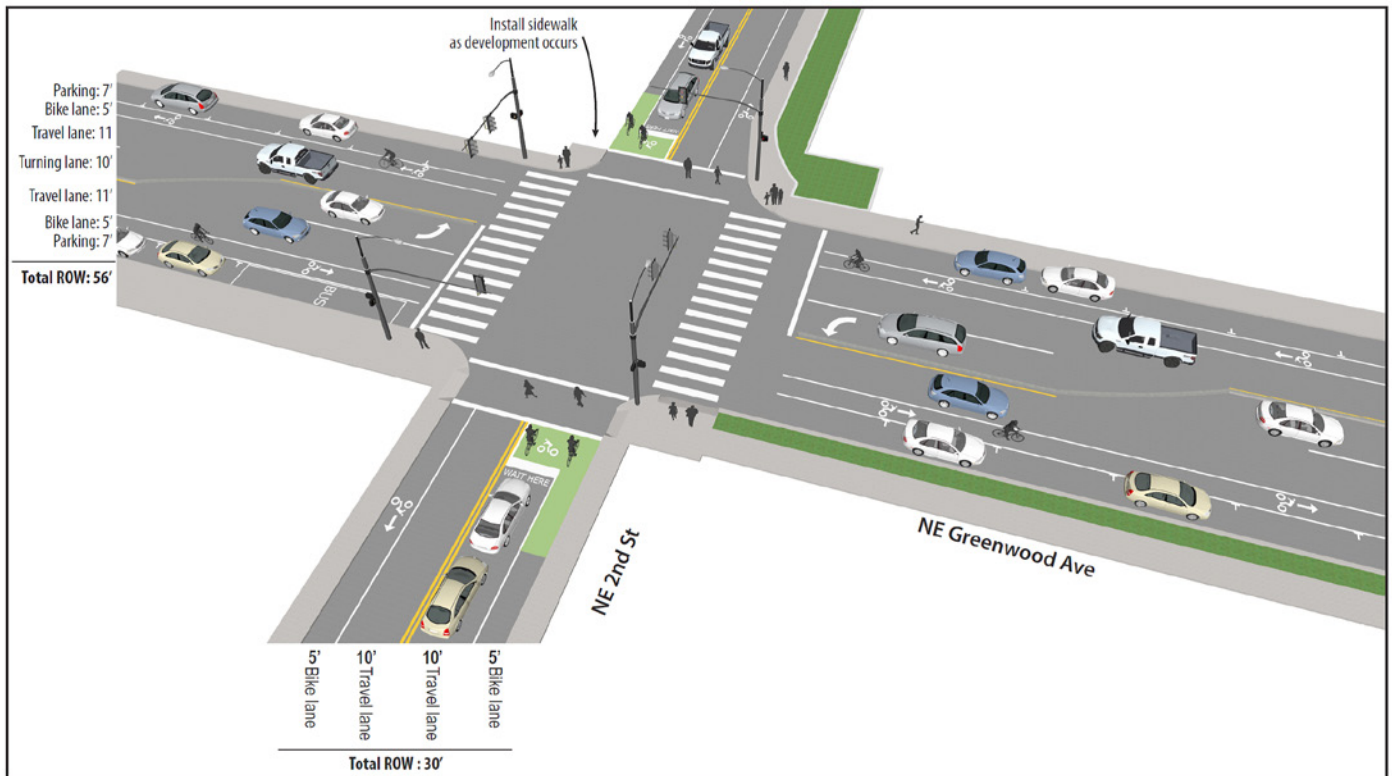 Install sidewalk
as development occurs
Parking: 7'
Bike lane: 5'
Travel lane: 11
Turning lane: 10'
Travel lane: 11'
Bike lane: 5'
Parking: 7'
Total ROW: 56'
BUS
WAIT HERE
NE 2nd St
NE Greenwood Ave
5' Bike lane
10' Travel lane
10' Travel lane
5' Bike lane
Total ROW : 30'